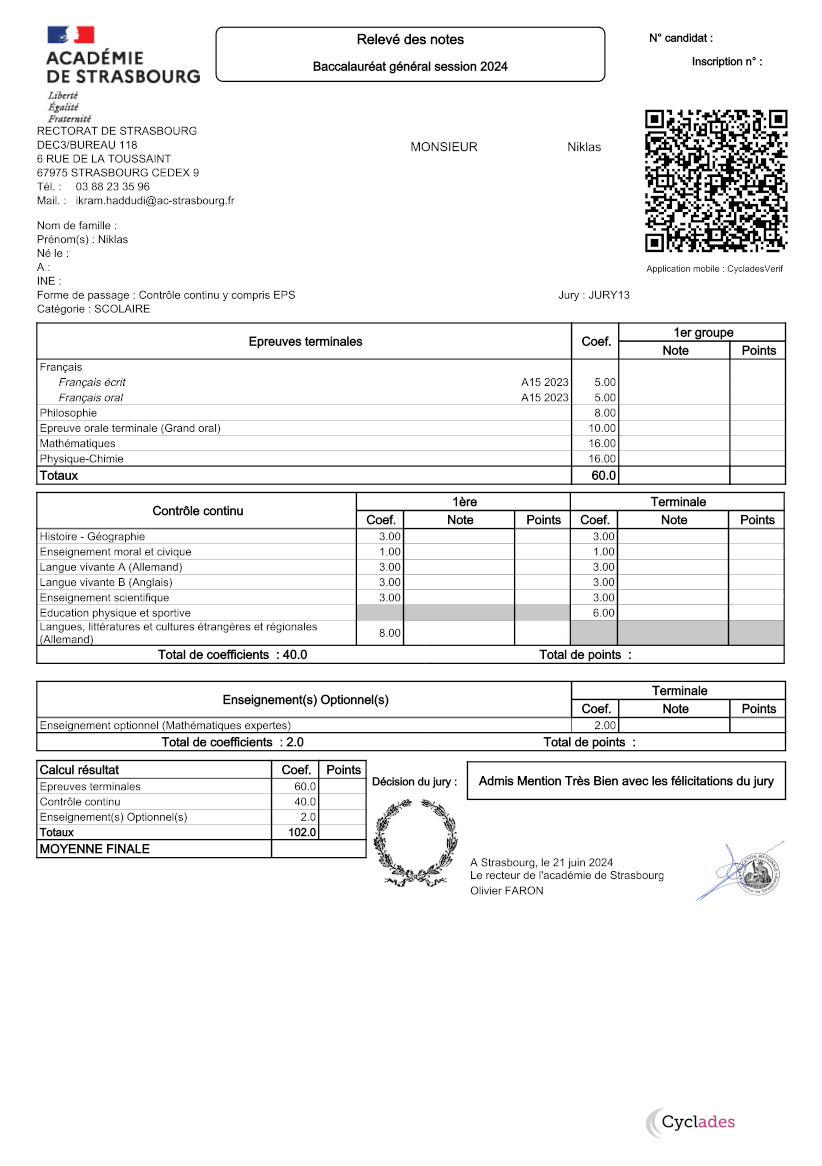 ACADÉMIE
DE STRASBOURG
Liberté
Égalité
Fraternité
Relevé des notes
Baccalauréat général session 2024
N° candidat :
Inscription n° :
RECTORAT DE STRASBOURG
DEC3/BUREAU 118
6 RUE DE LA TOUSSAINT
67975 STRASBOURG CEDEX 9
Tél. : 03 88 23 35 96
Mail. : ikram.haddudi@ac-strasbourg.fr
MONSIEUR Niklas
Application mobile : CycladesVerif
Nom de famille :
Prénom(s) : Niklas
Né le :
A :
INE :
Forme de passage : Contrôle continu y compris EPS Jury : JURY13
Catégorie : SCOLAIRE
Epreuves terminales Coef. 1er groupe
Note Points
Français
Français écrit A15 2023 5.00
Français oral A15 2023 5.00
Philosophie 8.00
Epreuve orale terminale (Grand oral) 10.00
Mathématiques 16.00
Physique-Chimie 16.00
Totaux 60.0
Contrôle continu 1ère Terminale
Coef. Note Points Coef. Note Points
Histoire - Géographie 3.00 3.00
Enseignement moral et civique 1.00 1.00
Langue vivante A (Allemand) 3.00 3.00
Langue vivante B (Anglais) 3.00 3.00
Enseignement scientifique 3.00 3.00
Education physique et sportive 6.00
Langues, littératures et cultures étrangères et régionales
(Allemand) 8.00
Total de coefficients : 40.0 Total de points :
Enseignement(s) Optionnel(s) Terminale
Coef. Note Points
Enseignement optionnel (Mathématiques expertes) 2.00
Total de coefficients : 2.0 Total de points :
Calcul résultat Coef. Points
Epreuves terminales 60.0
Contrôle continu 40.0
Enseignement(s) Optionnel(s) 2.0
Totaux 102.0
MOYENNE FINALE
Décision du jury :
Admis Mention Très Bien avec les félicitations du jury
A Strasbourg, le 21 juin 2024
Le recteur de l'académie de Strasbourg
Olivier FARON
Cyclades